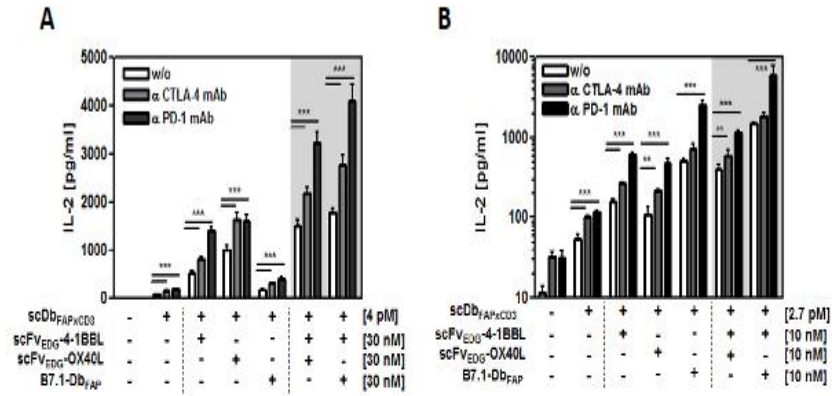 A
IL-2 [pg/ml]
5000
4000
3000
2000
1000
0
w/o
α CTLA-4 mAb
α PD-1 mAb
*** *** *** *** *** ***
scDbFAPxCD3 - + + + + + + [4 pM]
scFvEDG-4-1BBL - - + - - + + [30 nM]
scFvEDG-OX40L - - - + - + - [30 nM]
B7.1-DbFAP - - - - + - + [30 nM]
B
IL-2 [pg/ml]
10000
1000
100
10
w/o
α CTLA-4 mAb
α PD-1 mAb
*** *** ** *** *** ** *** ***
scDbFAPxCD3 - + + + + + + [2.7 pM]
scFvEDG-4-1BBL - - + - - + + [10 nM]
scFvEDG-OX40L - - - + - + - [10 nM]
B7.1-DbFAP - - - - + - + [10 nM]